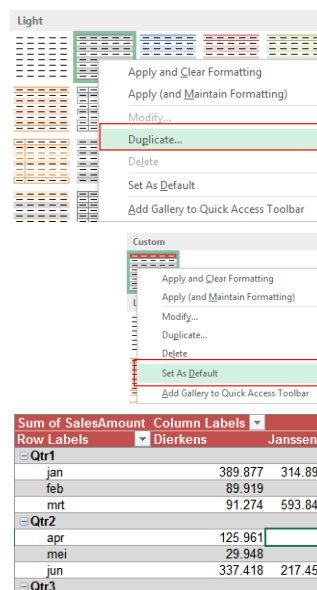 Light
Apply and Clear Formatting
Apply (and Maintain Formatting)
Modify...
Duplicate...
Delete
Set As Default
Add Gallery to Quick Access Toolbar
Custom
Apply and Clear Formatting
Apply (and Maintain Formatting)
Modify...
Duplicate...
Delete
Set As Default
Add Gallery to Quick Access Toolbar
Sum of SalesAmount Column Labels
Row Labels Dierkens Janssen
Qtr1
jan 389.877 314.89
feb 89.919
mrt 91.274 593.84
Qtr2
apr 125.961
mei 29.948
jun 337.418 217.45
Qtr3